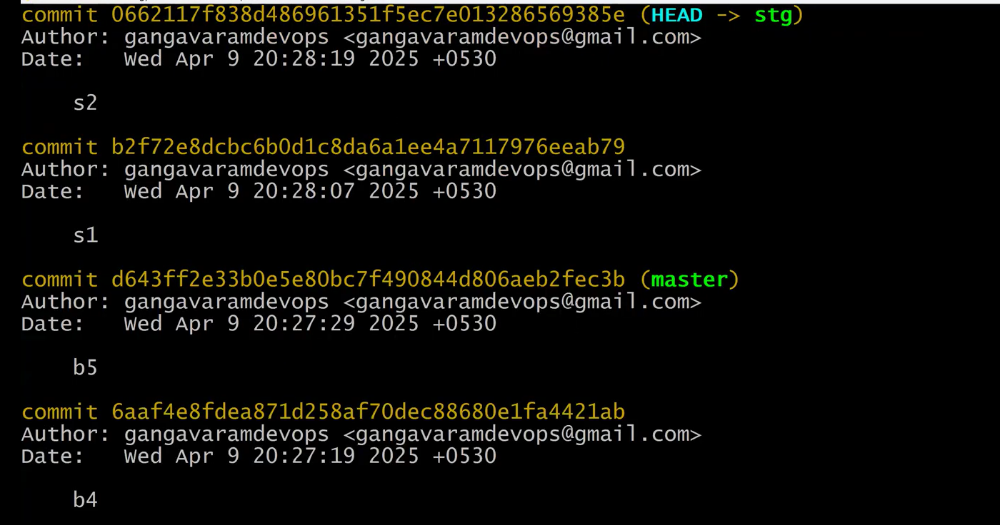 commit 0662117f838d486961351f5ec7e013286569385e (HEAD -> stg)
Author: gangavaramdevops <gangavaramdevops@gmail.com>
Date:   Wed Apr 9 20:28:19 2025 +0530
s2
commit b2f72e8dcbc6b0d1c8da6a1ee4a7117976eeab79
Author: gangavaramdevops <gangavaramdevops@gmail.com>
Date:   Wed Apr 9 20:28:07 2025 +0530
s1
commit d643ff2e33b0e5e80bc7f490844d806aeb2fec3b (master)
Author: gangavaramdevops <gangavaramdevops@gmail.com>
Date:   Wed Apr 9 20:27:29 2025 +0530
b5
commit 6aaf4e8fdea871d258af70dec88680e1fa4421ab
Author: gangavaramdevops <gangavaramdevops@gmail.com>
Date:   Wed Apr 9 20:27:19 2025 +0530
b4